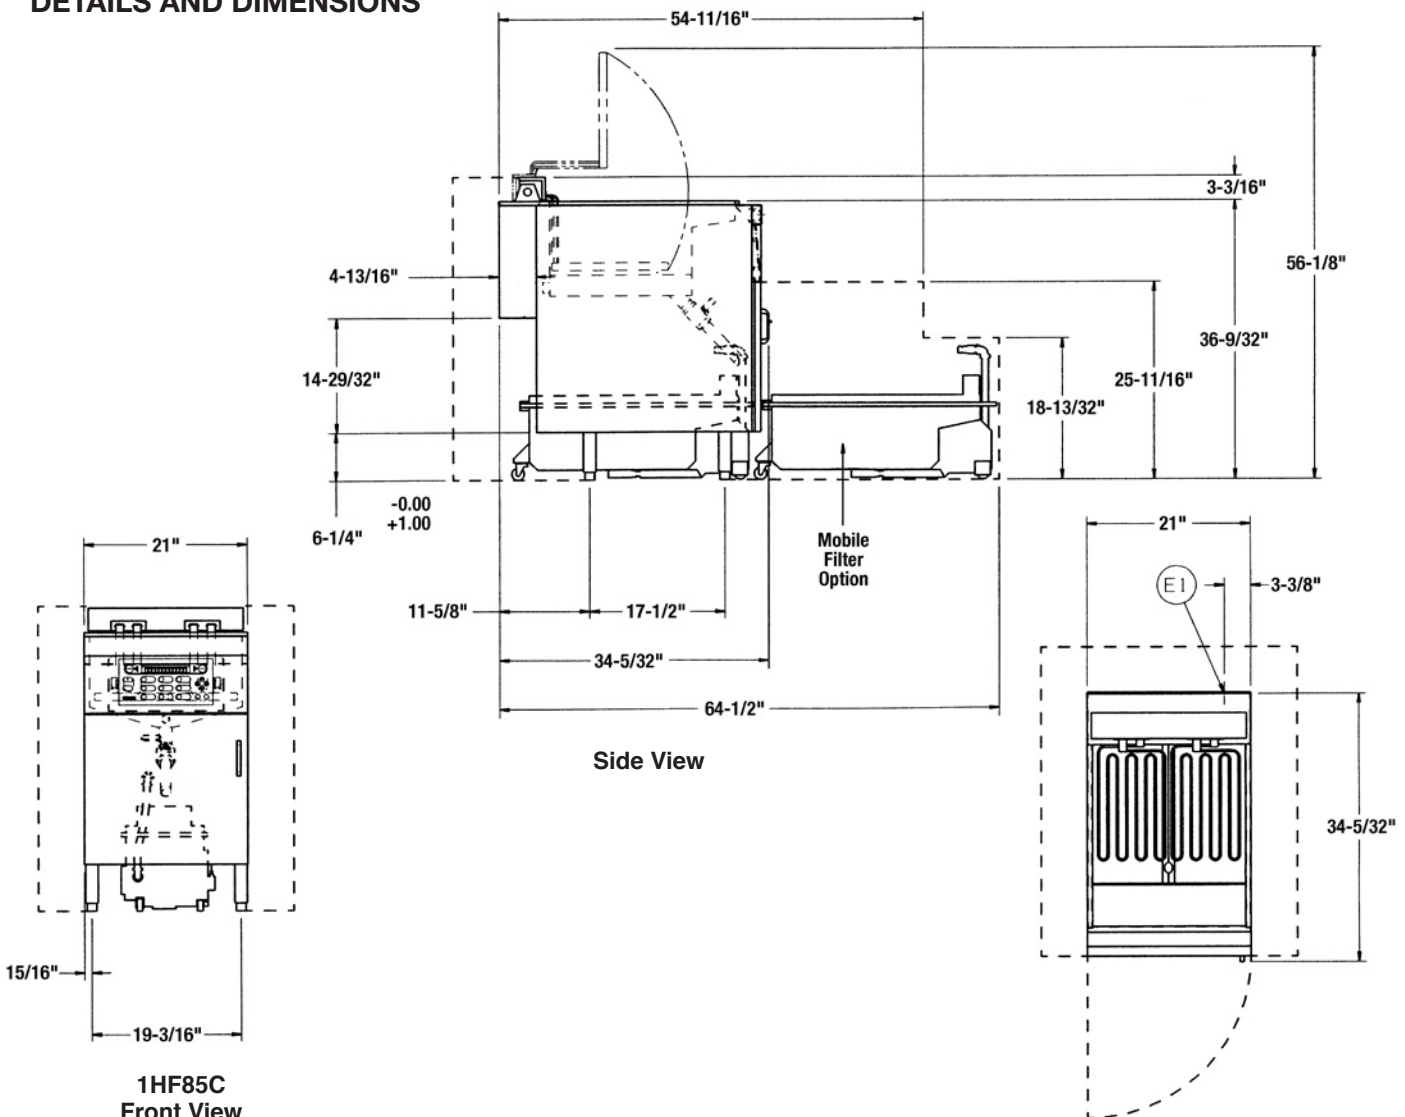 DETAILS AND DIMENSIONS
54-11/16"
3-3/16"
56-1/8"
4-13/16"
36-9/32"
14-29/32"
25-11/16"
18-13/32"
-0.00
+1.00
6-1/4"
Mobile
Filter
Option
11-5/8"
17-1/2"
34-5/32"
64-1/2"
Side View
21"
15/16"
19-3/16"
1HF85C
Front View
21"
E1
3-3/8"
34-5/32"